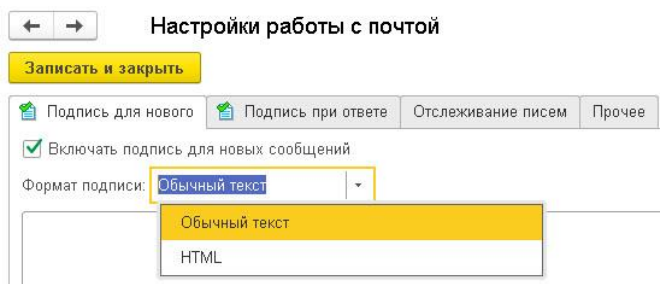 Настройки работы с почтой
Записать и закрыть
Подпись для нового Подпись при ответе Отслеживание писем Прочее
Включать подпись для новых сообщений
Формат подписи: Обычный текст
Обычный текст
HTML